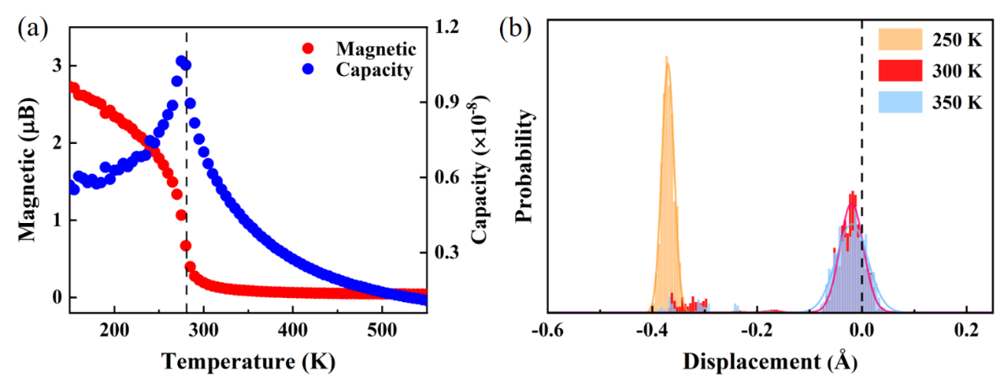 (a)
Magnetic
Capacity
Magnetic (μB)
3
2
1
0
Capacity (×10⁻⁸)
1.2
0.9
0.6
0.3
200
300
400
500
Temperature (K)
(b)
250 K
300 K
350 K
Probability
-0.6
-0.4
-0.2
0.0
0.2
Displacement (Å)